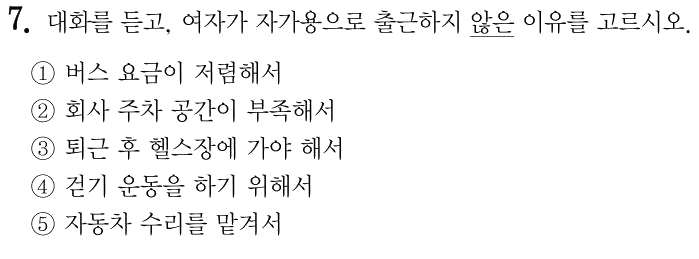 7. 대화를 듣고, 여자가 자가용으로 출근하지 않은 이유를 고르시오.
① 버스 요금이 저렴해서
② 회사 주차 공간이 부족해서
③ 퇴근 후 헬스장에 가야 해서
④ 걷기 운동을 하기 위해서
⑤ 자동차 수리를 맡겨서